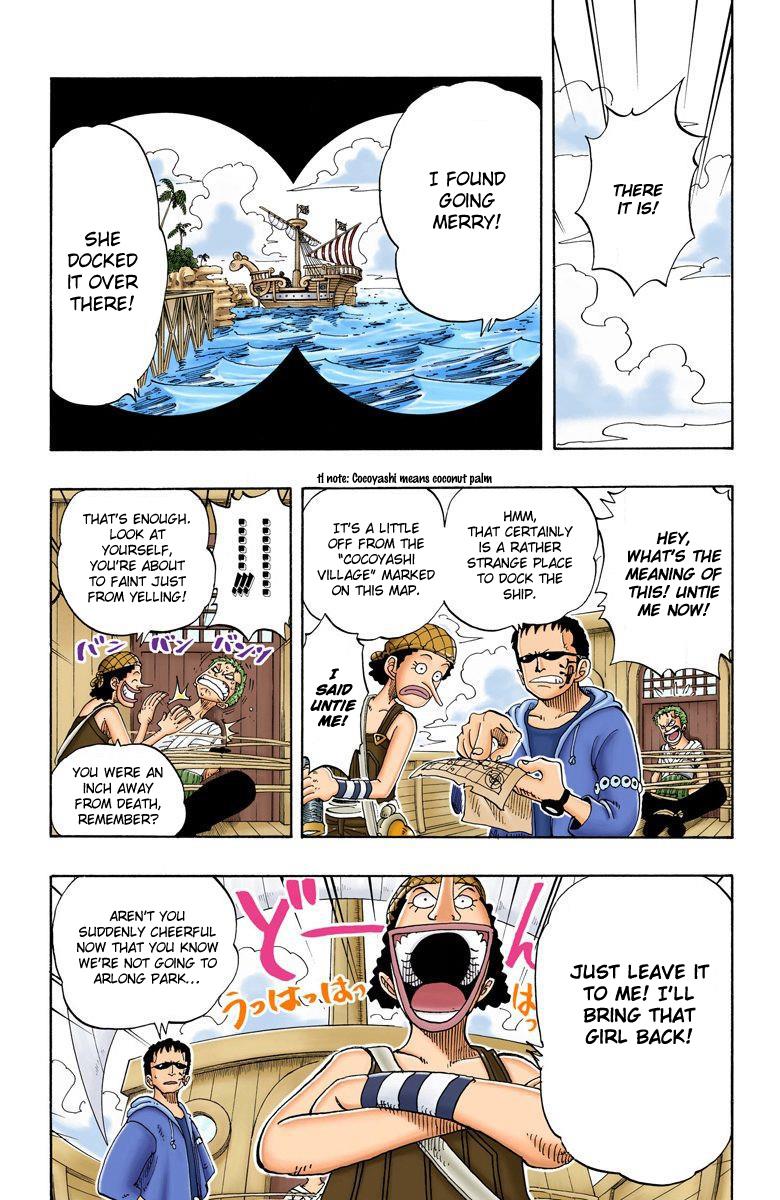 THERE
IT IS!
I FOUND
GOING
MERRY!
SHE
DOCKED
IT OVER
THERE!
tl note: Cocoyashi means coconut palm
HEY,
WHAT'S THE
MEANING OF
THIS! UNTIE
ME NOW!
HMM,
THAT CERTAINLY
IS A RATHER
STRANGE PLACE
TO DOCK THE
SHIP.
IT'S A LITTLE
OFF FROM THE
"COCOYASHI
VILLAGE" MARKED
ON THIS MAP.
I
SAID
UNTIE
ME!
THAT'S ENOUGH.
LOOK AT
YOURSELF,
YOU'RE ABOUT
TO FAINT JUST
FROM YELLING!
バン バン バンッ
YOU WERE AN
INCH AWAY
FROM DEATH,
REMEMBER?
JUST LEAVE IT
TO ME! I'LL
BRING THAT
GIRL BACK!
どーん
うっはっはっ
はっ
AREN'T YOU
SUDDENLY CHEERFUL
NOW THAT YOU KNOW
WE'RE NOT GOING TO
ARLONG PARK...